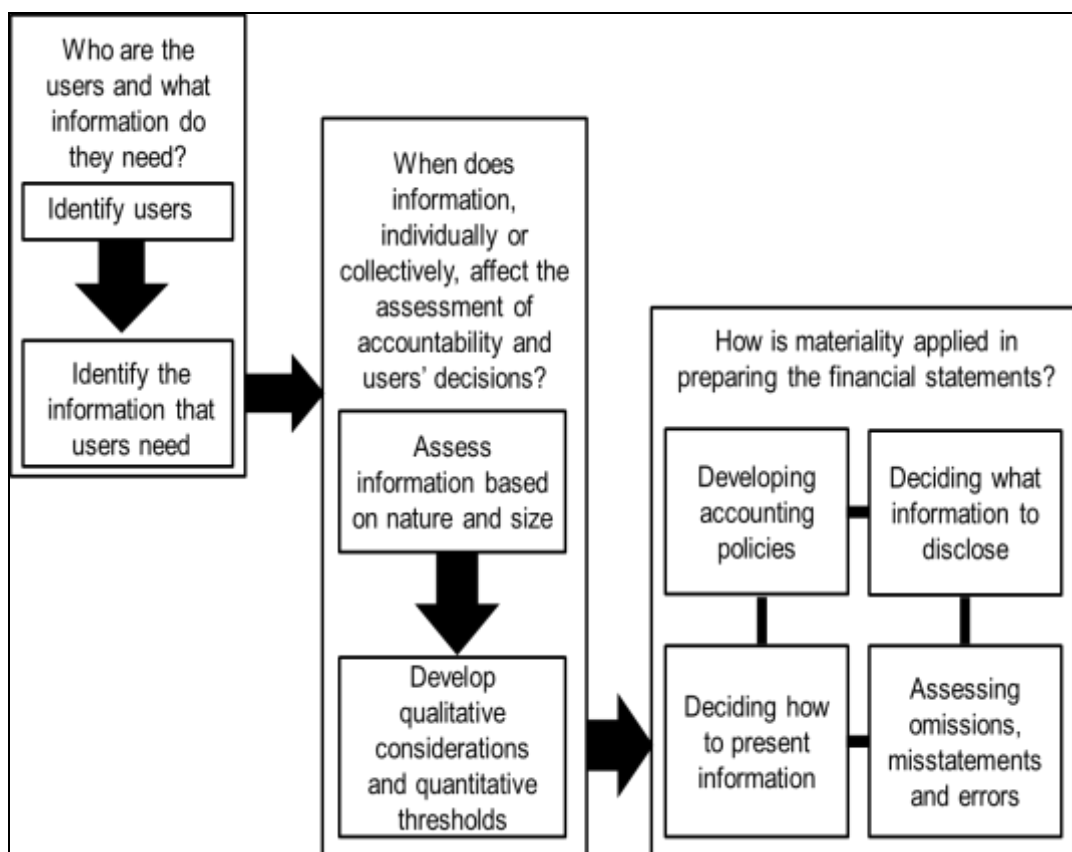 Who are the
users and what
information do
they need?
Identify users
Identify the
information that
users need
When does
information,
individually or
collectively, affect the
assessment of
accountability and
users’ decisions?
Assess
information based
on nature and size
Develop
qualitative
considerations
and quantitative
thresholds
How is materiality applied in
preparing the financial statements?
Developing
accounting
policies
Deciding what
information to
disclose
Deciding how
to present
information
Assessing
omissions,
misstatements
and errors